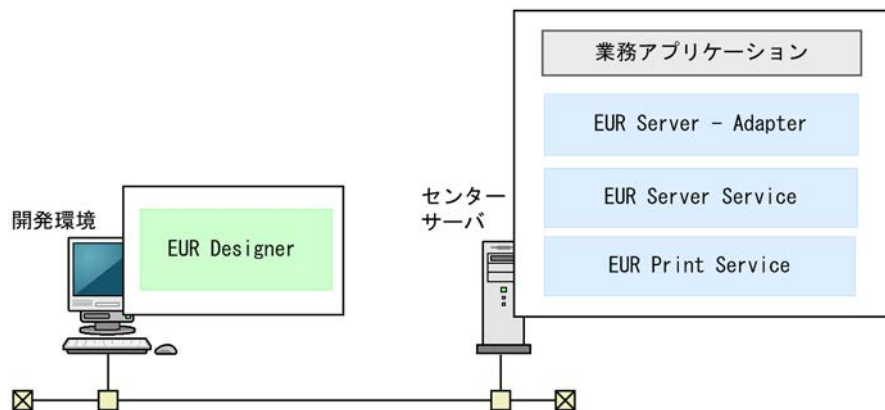 業務アプリケーション
EUR Server − Adapter
センター
サーバ
EUR Server Service
開発環境
EUR Designer
EUR Print Service